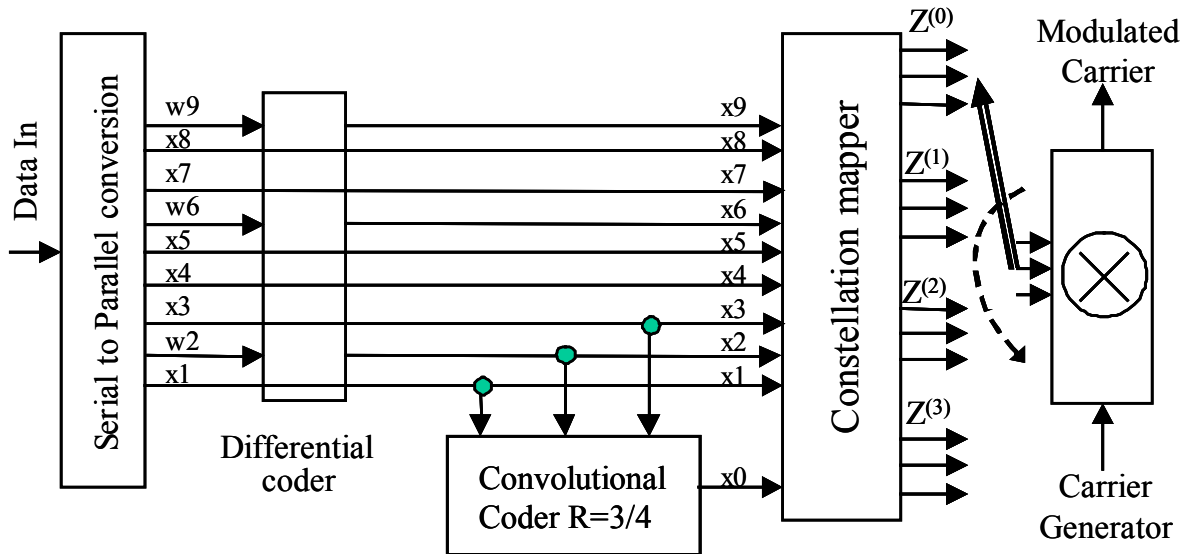 Data In
Serial to Parallel conversion
w9
x8
x7
w6
x5
x4
x3
w2
x1
Differential
coder
x9
x8
x7
x6
x5
x4
x3
x2
x1
Convolutional
Coder R=3/4
x0
Constellation mapper
Z(0)
Z(1)
Z(2)
Z(3)
Modulated
Carrier
Carrier
Generator